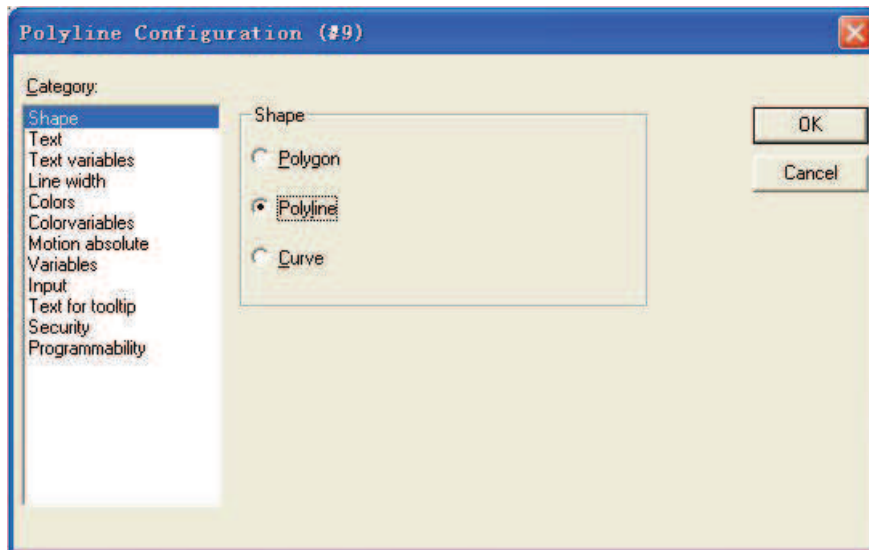 Polyline Configuration (#9)
Category:
Shape
Text
Text variables
Line width
Colors
Colorvariables
Motion absolute
Variables
Input
Text for tooltip
Security
Programmability
Shape
Polygon
Polyline
Curve
OK
Cancel